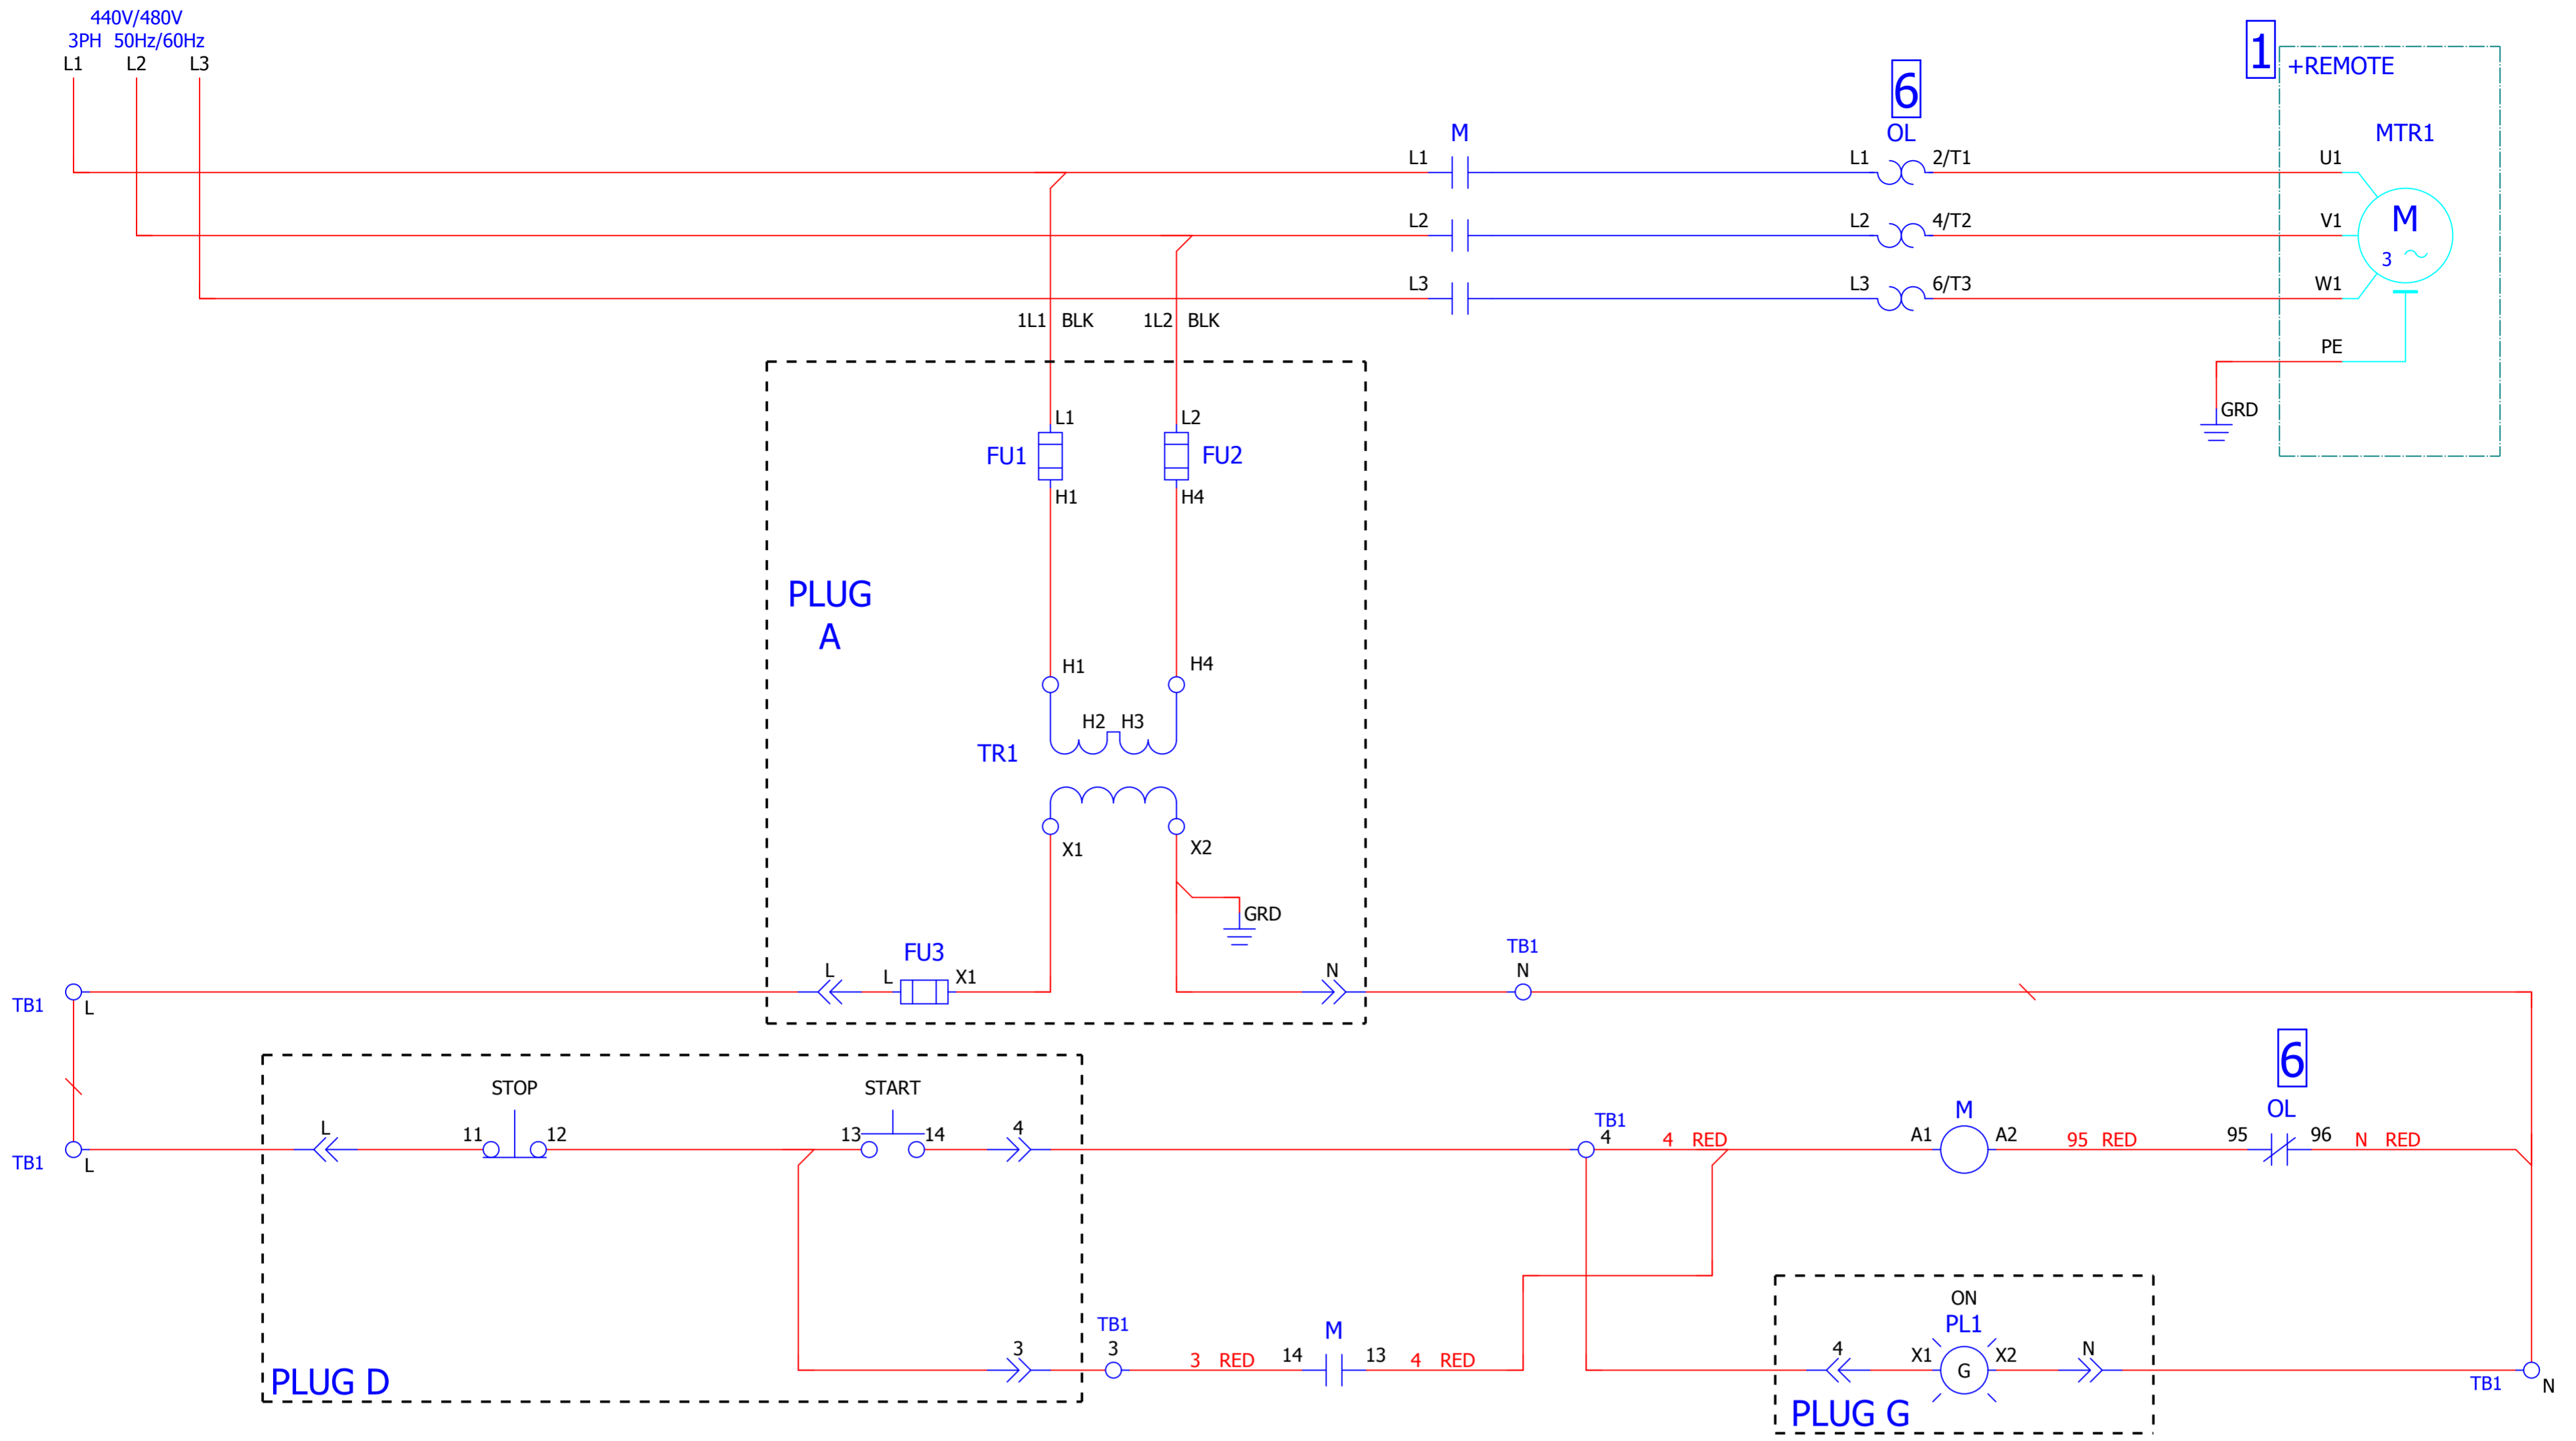 440V/480V
3PH 50Hz/60Hz
L1 L2 L3
1
+REMOTE
6
OL
M
MTR1
L1 L1 2/T1 U1
L2 L2 4/T2 V1
M
3
L3 L3 6/T3 W1
1L1 BLK 1L2 BLK
PE
GRD
L1 L2
FU1 FU2
H1 H4
PLUG
A
H1 H4
H2 H3
TR1
X1 X2
GRD
FU3
L L X1 N
TB1
N
TB1 L
6
STOP START
OL
L 11 12 13 14 4
TB1
4 4 RED
M
A1 A2 95 RED 95 96 N RED
TB1 L
ON
PL1
3
TB1
3
3 RED 14 M 13 4 RED
4 X1 G X2 N
TB1 N
PLUG D
PLUG G